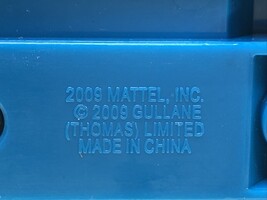 2009 MATTEL, INC.
© 2009 GULLANE
(THOMAS) LIMITED
MADE IN CHINA